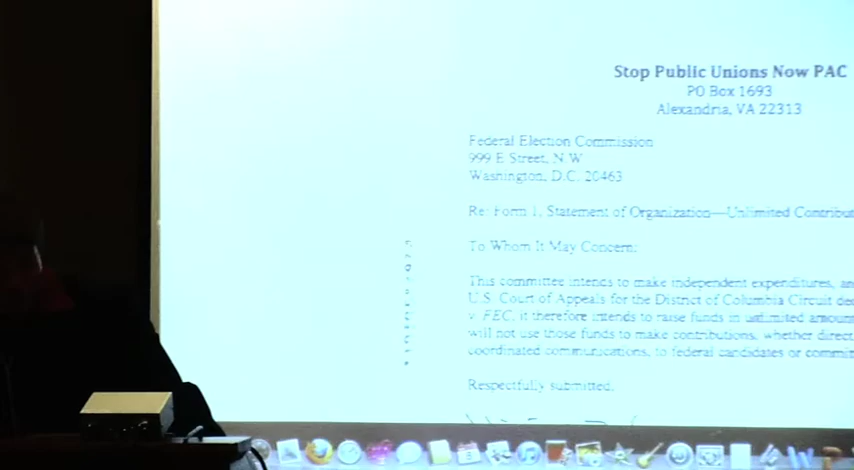 Stop Public Unions Now PAC
PO Box 1693
Alexandria, VA 22313
Federal Election Commission
999 E Street, N W
Washington, D.C. 20463
Re: Form 1, Statement of Organization—Unlimited
To Whom It May Concern:
This committee intends to make independent expenditures,
U.S. Court of Appeals for the District of Columbia Circuit
v. FEC, it therefore intends to raise funds in unlimited
will not use those funds to make contributions, whether
coordinated communications, to federal candidates or
Respectfully submitted,